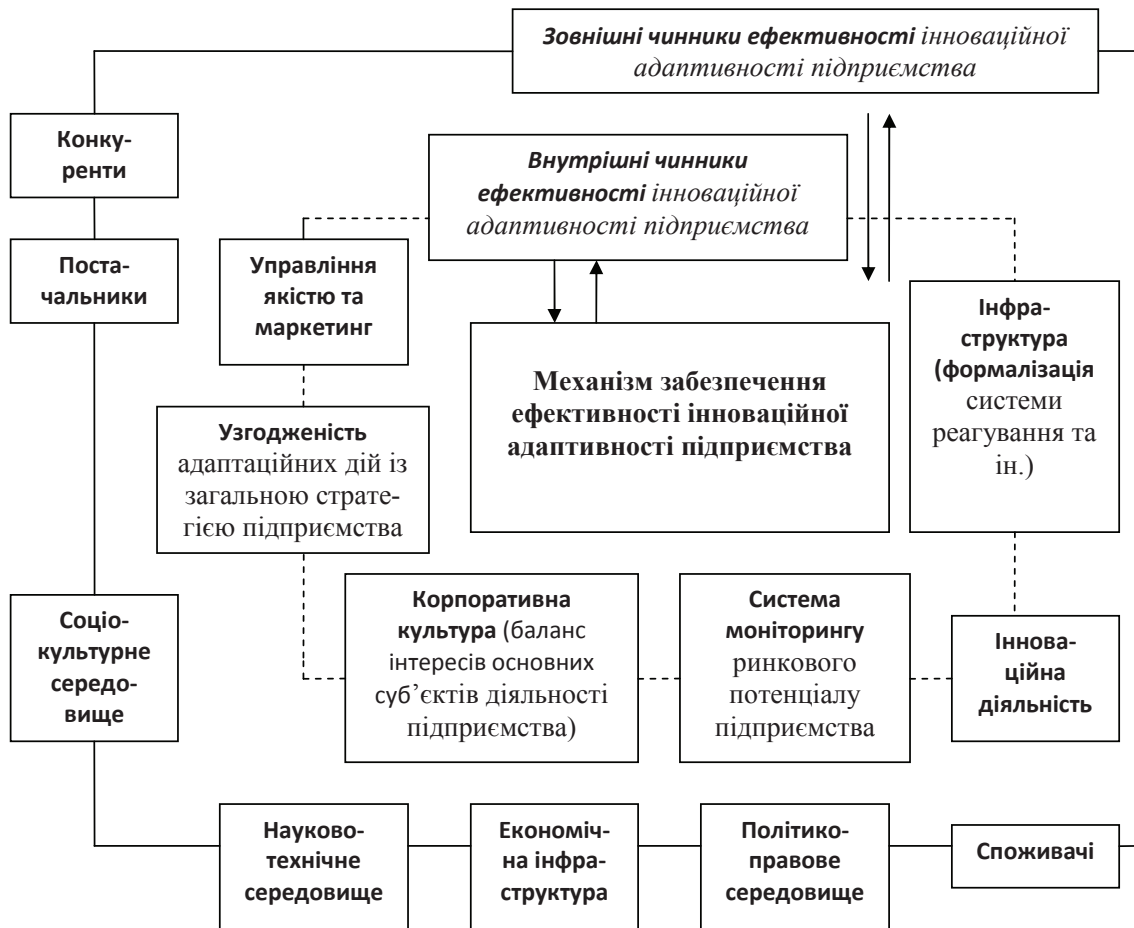 Зовнішні чинники ефективності інноваційної
адаптивності підприємства
Конку-
ренти
Внутрішні чинники
ефективності інноваційної
адаптивності підприємства
Поста-
чальники
Управління
якістю та
маркетинг
Інфра-
структура
(формалізація
системи
реагування та
ін.)
Механізм забезпечення
ефективності інноваційної
адаптивності підприємства
Узгодженість
адаптаційних дій із
загальною страте-
гією підприємства
Соціо-
культурне
середо-
вище
Корпоративна
культура (баланс
інтересів основних
суб’єктів діяльності
підприємства)
Система
моніторингу
ринкового
потенціалу
підприємства
Іннова-
ційна
діяльність
Науково-
технічне
середовище
Економіч-
на інфра-
структура
Політико-
правове
середовище
Споживачі